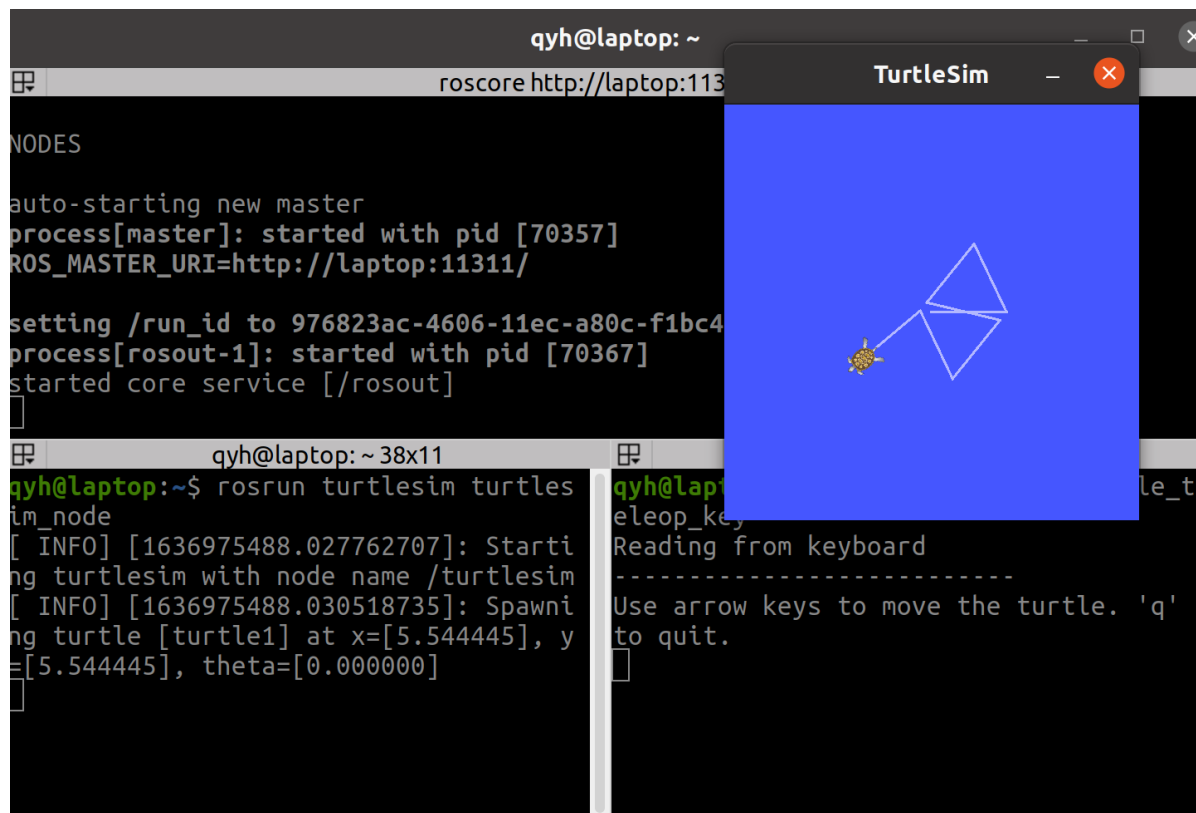 qyh@laptop: ~
roscore http://laptop:113
TurtleSim
NODES
auto-starting new master
process[master]: started with pid [70357]
ROS_MASTER_URI=http://laptop:11311/
setting /run_id to 976823ac-4606-11ec-a80c-f1bc4
process[rosout-1]: started with pid [70367]
started core service [/rosout]
qyh@laptop: ~ 38x11
qyh@laptop:~$ rosrun turtlesim turtles
im_node
[ INFO] [1636975488.027762707]: Starti
ng turtlesim with node name /turtlesim
[ INFO] [1636975488.030518735]: Spawni
ng turtle [turtle1] at x=[5.544445], y
=[5.544445], theta=[0.000000]
qyh@lapt le_t
eleop_key
Reading from keyboard
---------------------------
Use arrow keys to move the turtle. 'q'
to quit.